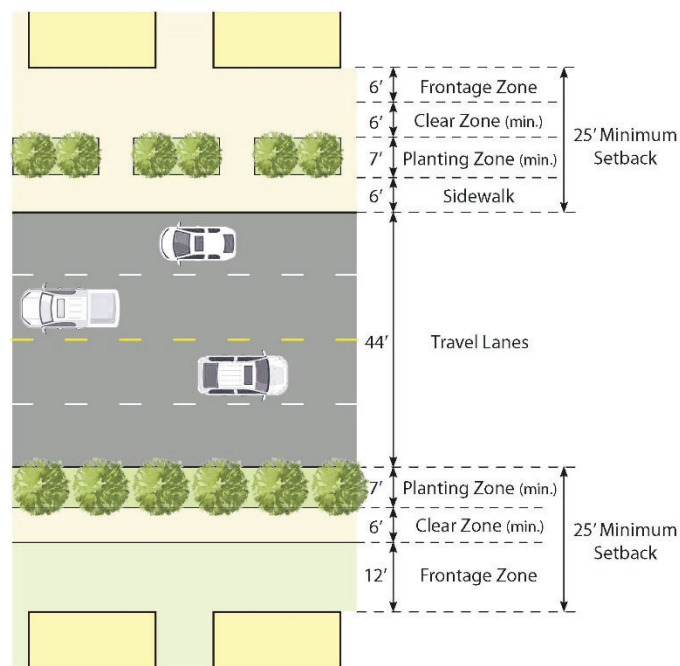 6’ Frontage Zone
6’ Clear Zone (min.)
25’ Minimum
Setback
7’ Planting Zone (min.)
6’ Sidewalk
44’ Travel Lanes
7’ Planting Zone (min.)
6’ Clear Zone (min.)
25’ Minimum
Setback
12’ Frontage Zone